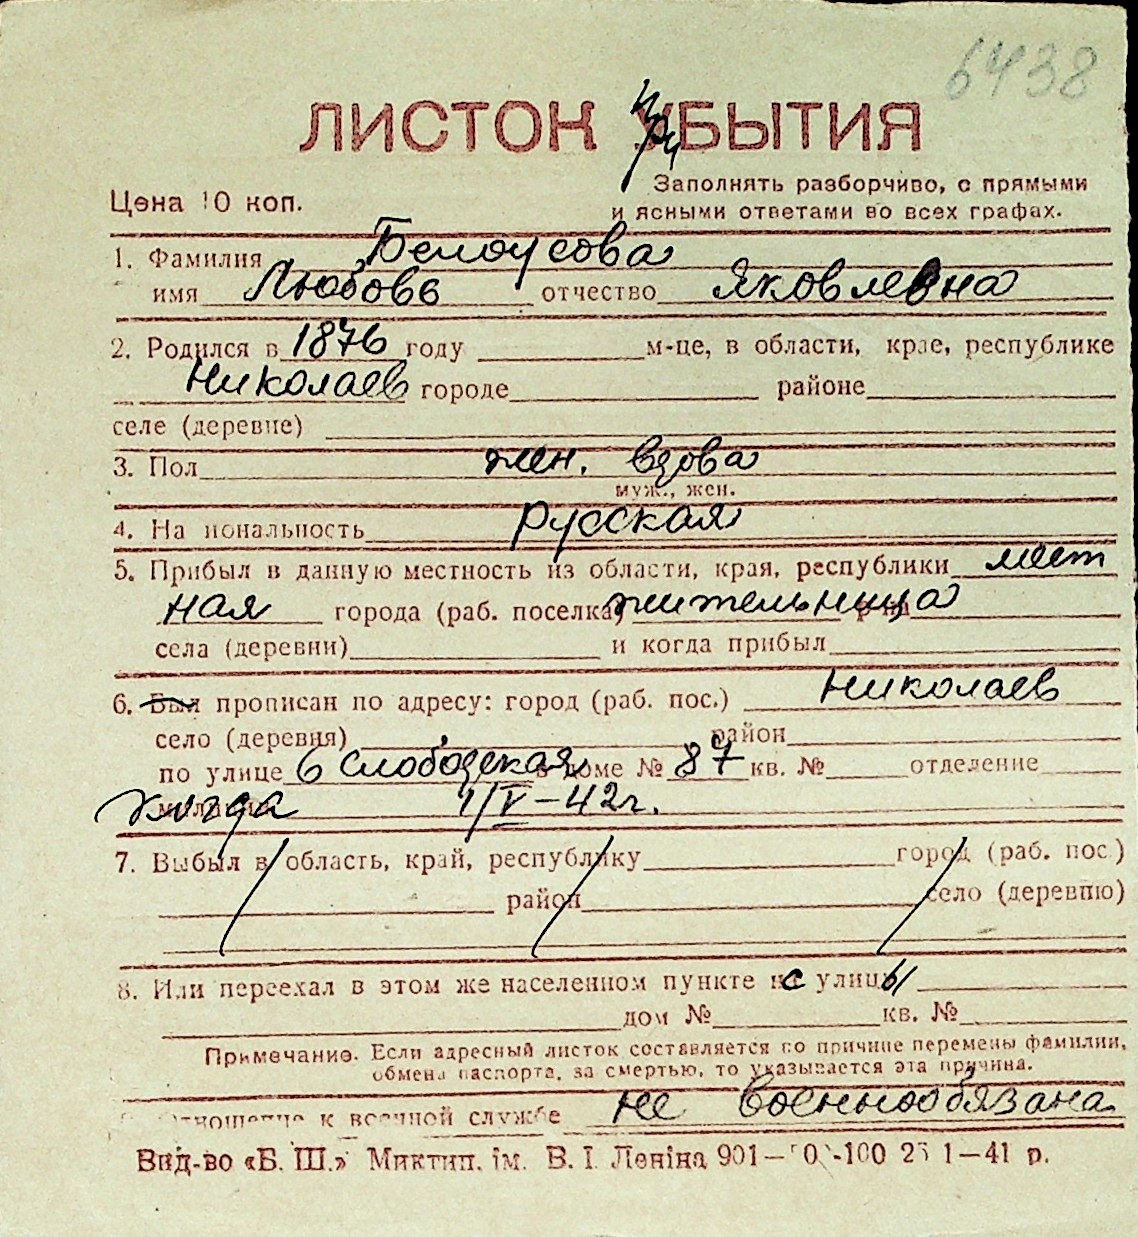 6438
ЛИСТОК ПРИБЫТИЯ
Цена 10 коп.
Заполнять разборчиво, с прямыми
и ясными ответами во всех графах.
1. Фамилия Белоусова
имя Любовь отчество Яковлевна
2. Родился в 1876 году м-це, в области, крае, республике
Николаев городе районе
селе (деревне)
3. Пол жен. вдова
муж., жен.
4. Национальность русская
5. Прибыл в данную местность из области, края, республики мест
ная города (раб. поселка) жительница р-на
села (деревни) и когда прибыл
6. Был прописан по адресу: город (раб. пос.) Николаев
село (деревня) район
по улице 6 Слободская в доме № 87 кв. № отделение
милиции когда 1/V-42г.
7. Выбыл в область, край, республику город (раб. пос.)
район село (деревню)
8. Или переехал в этом же населенном пункте с улицы
дом № кв. №
Примечание. Если адресный листок составляется по причине перемены фамилии,
обмена паспорта, за смертью, то указывается эта причина.
Отношение к военной службе не военнообязана
Вид-во «Б. Ш.» Миктип. ім. В. І. Леніна 901— -100 1—41 р.